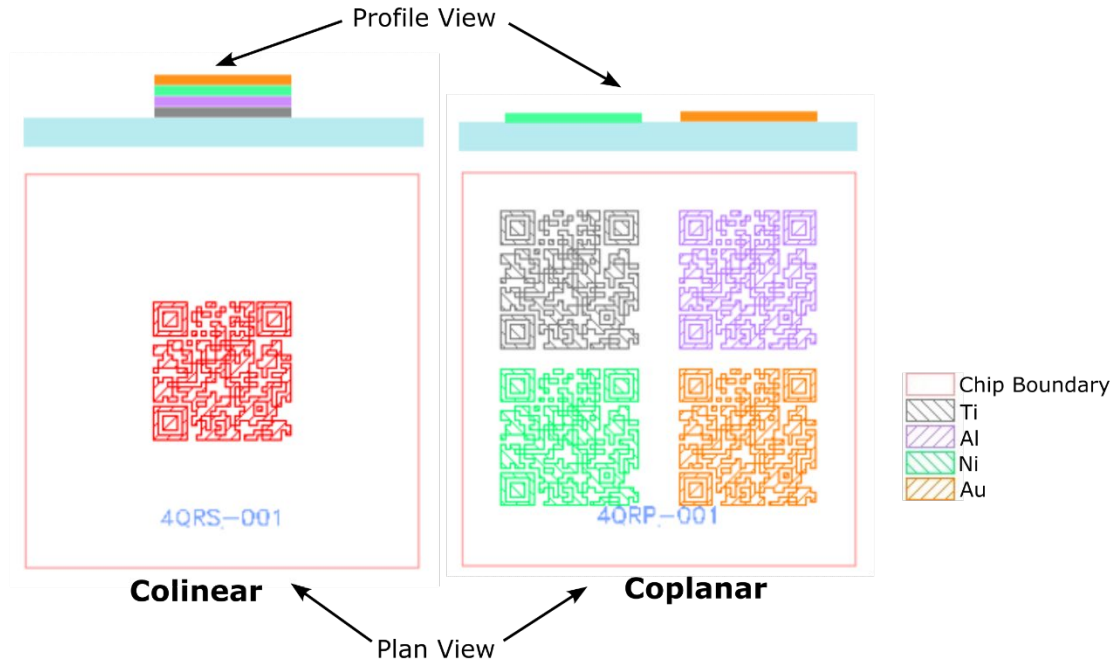 Profile View
4QRS-001
4QRP-001
Chip Boundary
Ti
Al
Ni
Au
Colinear
Coplanar
Plan View